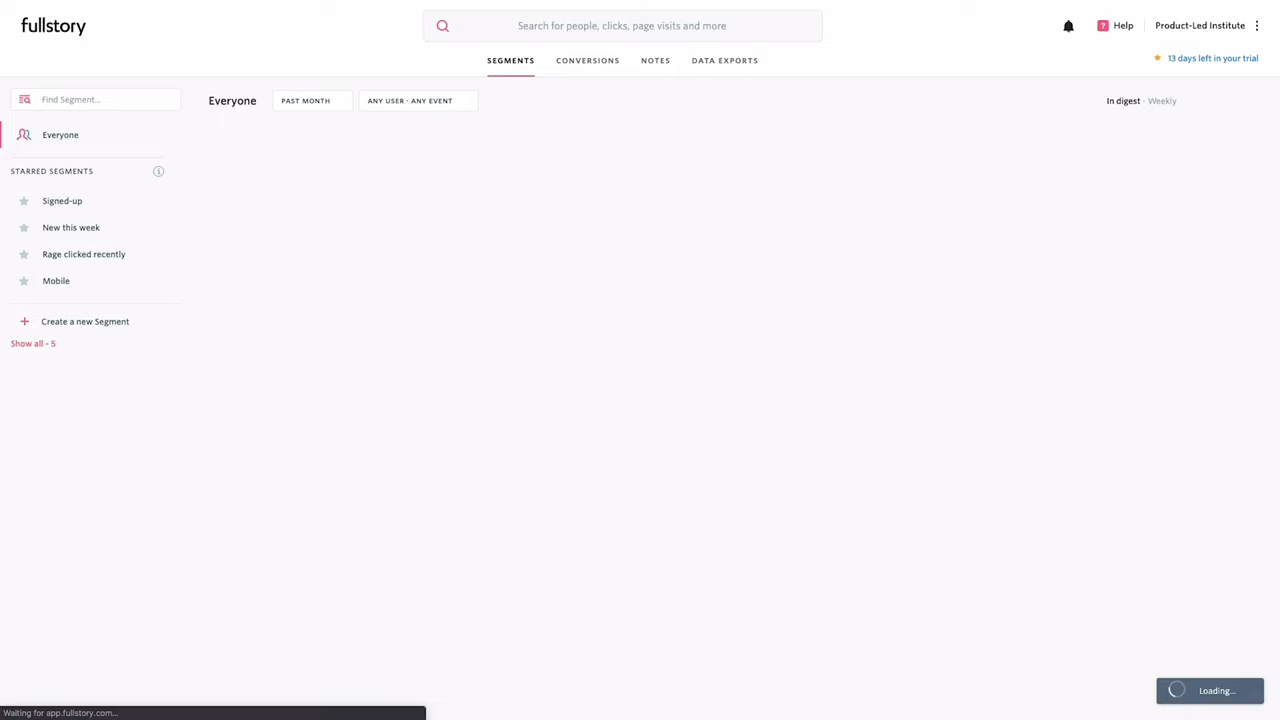 fullstory
Search for people, clicks, page visits and more
? Help
Product-Led Institute
SEGMENTS
CONVERSIONS
NOTES
DATA EXPORTS
13 days left in your trial
Find Segment...
Everyone
PAST MONTH
ANY USER · ANY EVENT
In digest · Weekly
Everyone
STARRED SEGMENTS
Signed-up
New this week
Rage clicked recently
Mobile
+ Create a new Segment
Show all - 5
Loading...
Waiting for app.fullstory.com...